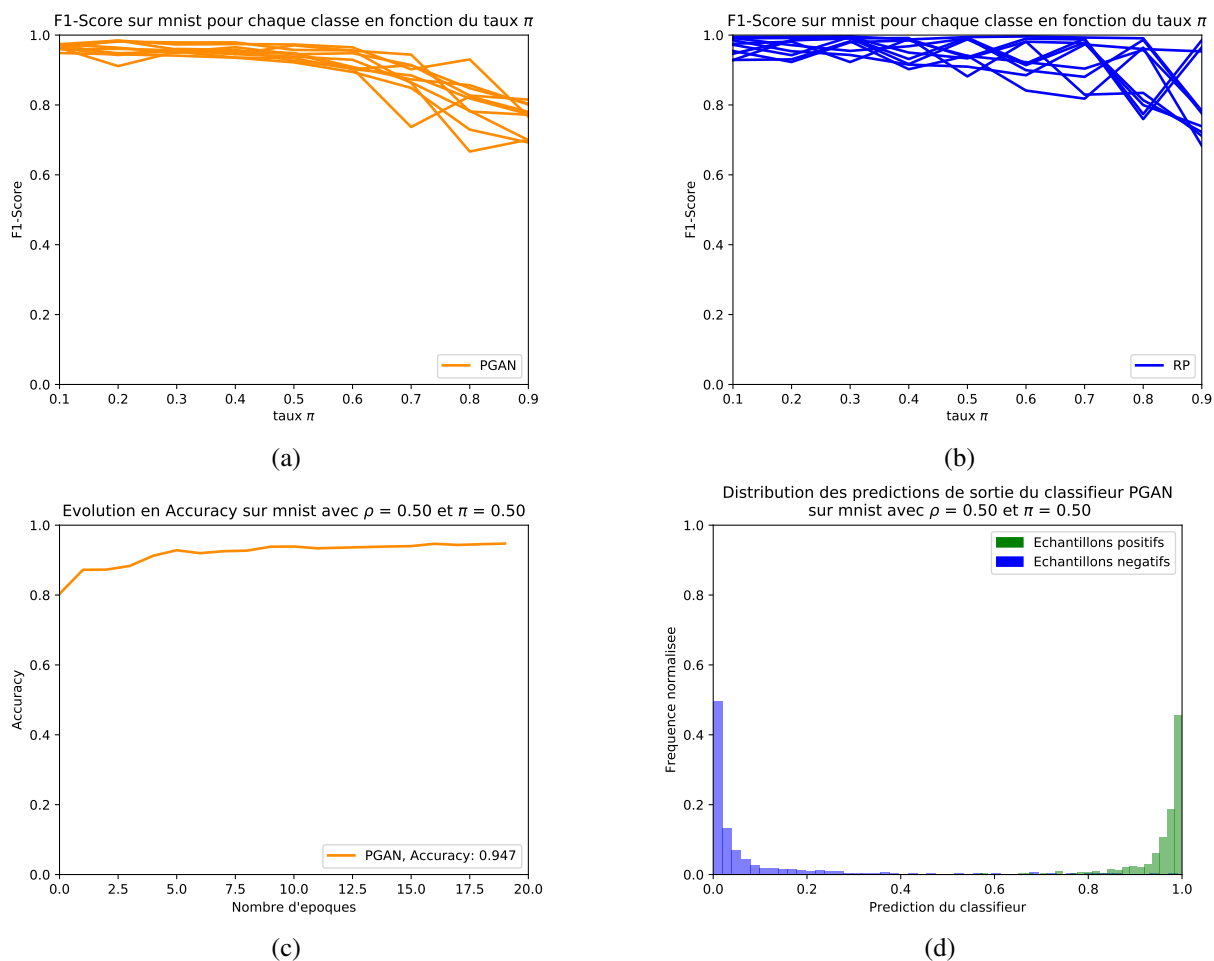 F1-Score sur mnist pour chaque classe en fonction du taux π
1.0
0.8
0.6
0.4
0.2
0.0
F1-Score
PGAN
0.1 0.2 0.3 0.4 0.5 0.6 0.7 0.8 0.9
taux π
(a)
F1-Score sur mnist pour chaque classe en fonction du taux π
1.0
0.8
0.6
0.4
0.2
0.0
F1-Score
RP
0.1 0.2 0.3 0.4 0.5 0.6 0.7 0.8 0.9
taux π
(b)
Evolution en Accuracy sur mnist avec ρ = 0.50 et π = 0.50
1.0
0.8
0.6
0.4
0.2
0.0
Accuracy
PGAN, Accuracy: 0.947
0.0 2.5 5.0 7.5 10.0 12.5 15.0 17.5 20.0
Nombre d'epoques
(c)
Distribution des predictions de sortie du classifieur PGAN
sur mnist avec ρ = 0.50 et π = 0.50
1.0
0.8
0.6
0.4
0.2
0.0
Frequence normalisee
Echantillons positifs
Echantillons negatifs
0.0 0.2 0.4 0.6 0.8 1.0
Prediction du classifieur
(d)